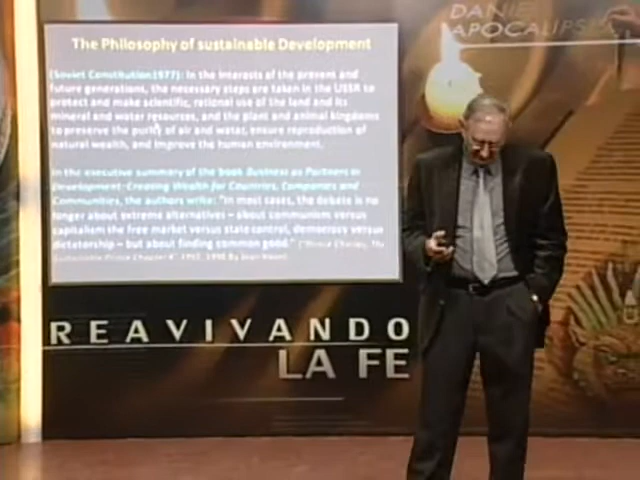 The Philosophy of sustainable Development
(Soviet Constitution1977): In the interests of the present and
future generations, the necessary steps are taken in the USSR to
protect and make scientific, rational use of the land and its
mineral and water resources, and the plant and animal kingdoms
to preserve the purity of air and water, ensure reproduction of
natural wealth, and improve the human environment.
In the executive summary of the book Business as Partners in
Development-Creating Wealth for Countries, Companies and
Communities, the authors write: "In most cases, the debate is no
longer about extreme alternatives – about communism versus
capitalism the free market versus state control, democracy versus
dictatorship – but about finding common good."
1998 By Joan Veon
DANIEL
APOCALIPSIS
REAVIVANDO
LA FE